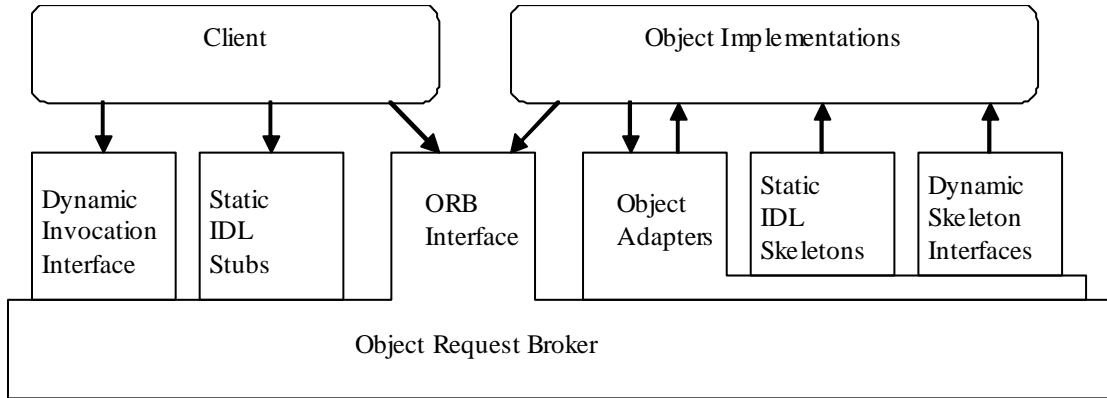 Client
Object Implementations
Dynamic
Invocation
Interface
Static
IDL
Stubs
ORB
Interface
Object
Adapters
Static
IDL
Skeletons
Dynamic
Skeleton
Interfaces
Object Request Broker